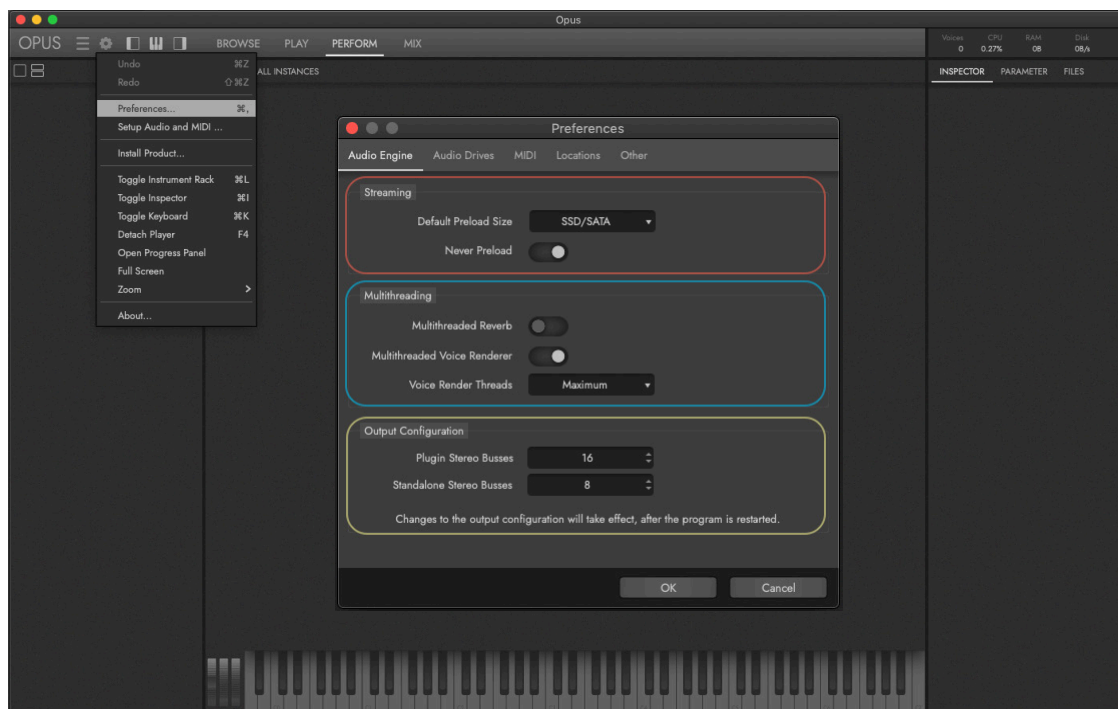 Opus
OPUS BROWSE PLAY PERFORM MIX
Voices CPU RAM Disk
0 0.27% 08 08/s
ALL INSTANCES
INSPECTOR PARAMETER FILES
Undo ⌘Z
Redo ⇧⌘Z
Preferences... ⌘,
Setup Audio and MIDI ...
Install Product...
Toggle Instrument Rack ⌘L
Toggle Inspector ⌘I
Toggle Keyboard ⌘K
Detach Player F4
Open Progress Panel
Full Screen
Zoom >
About...
Preferences
Audio Engine Audio Drives MIDI Locations Other
Streaming
Default Preload Size SSD/SATA
Never Preload
Multithreading
Multithreaded Reverb
Multithreaded Voice Renderer
Voice Render Threads Maximum
Output Configuration
Plugin Stereo Busses 16
Standalone Stereo Busses 8
Changes to the output configuration will take effect, after the program is restarted.
OK Cancel